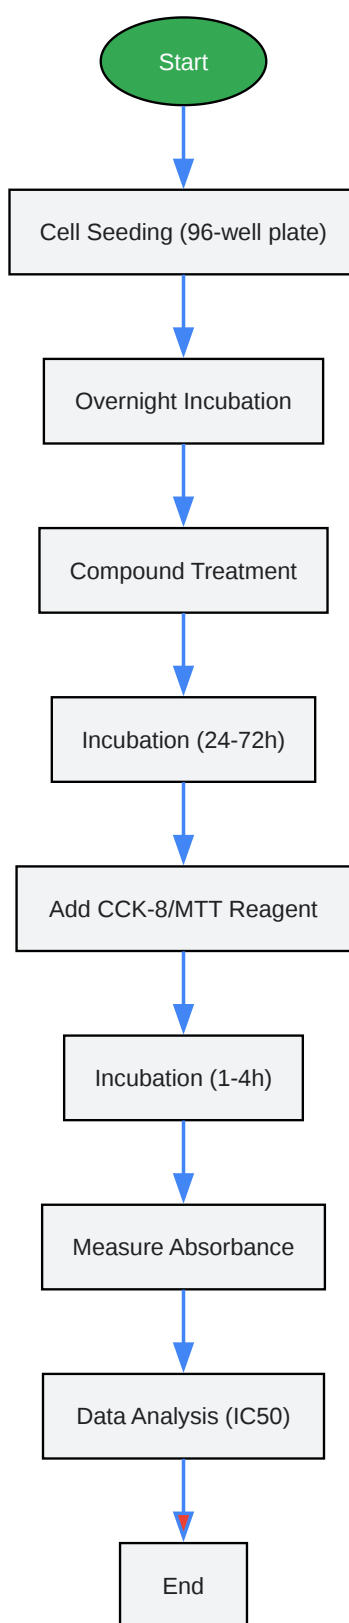 Start
Cell Seeding (96-well plate)
Overnight Incubation
Compound Treatment
Incubation (24-72h)
Add CCK-8/MTT Reagent
Incubation (1-4h)
Measure Absorbance
Data Analysis (IC50)
End